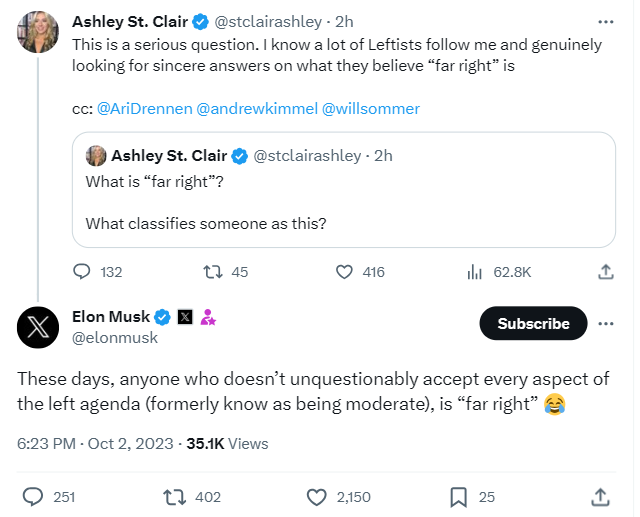 Ashley St. Clair @stclairashley · 2h
This is a serious question. I know a lot of Leftists follow me and genuinely
looking for sincere answers on what they believe “far right” is
cc: @AriDrennen @andrewkimmel @willsommer
Ashley St. Clair @stclairashley · 2h
What is “far right”?
What classifies someone as this?
132 45 416 62.8K
Elon Musk
Subscribe
@elonmusk
These days, anyone who doesn’t unquestionably accept every aspect of
the left agenda (formerly know as being moderate), is “far right” 😂
6:23 PM · Oct 2, 2023 · 35.1K Views
251 402 2,150 25